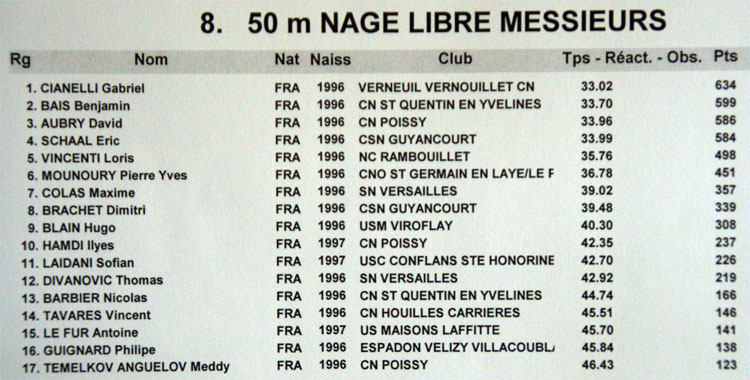 8. 50 m NAGE LIBRE MESSIEURS
Rg Nom Nat Naiss Club Tps - Réact. - Obs. Pts
1. CIANELLI Gabriel FRA 1996 VERNEUIL VERNOUILLET CN 33.02 634
2. BAIS Benjamin FRA 1996 CN ST QUENTIN EN YVELINES 33.70 599
3. AUBRY David FRA 1996 CN POISSY 33.96 586
4. SCHAAL Eric FRA 1996 CSN GUYANCOURT 33.99 584
5. VINCENTI Loris FRA 1996 NC RAMBOUILLET 35.76 498
6. MOUNOURY Pierre Yves FRA 1996 CNO ST GERMAIN EN LAYE/LE F 36.78 451
7. COLAS Maxime FRA 1996 SN VERSAILLES 39.02 357
8. BRACHET Dimitri FRA 1996 CSN GUYANCOURT 39.48 339
9. BLAIN Hugo FRA 1996 USM VIROFLAY 40.30 308
10. HAMDI Ilyes FRA 1997 CN POISSY 42.35 237
11. LAIDANI Sofian FRA 1997 USC CONFLANS STE HONORINE 42.70 226
12. DIVANOVIC Thomas FRA 1996 SN VERSAILLES 42.92 219
13. BARBIER Nicolas FRA 1996 CN ST QUENTIN EN YVELINES 44.74 166
14. TAVARES Vincent FRA 1996 CN HOUILLES CARRIERES 45.51 146
15. LE FUR Antoine FRA 1997 US MAISONS LAFFITTE 45.70 141
16. GUIGNARD Philipe FRA 1996 ESPADON VELIZY VILLACOUBL 45.84 138
17. TEMELKOV ANGUELOV Meddy FRA 1996 CN POISSY 46.43 123